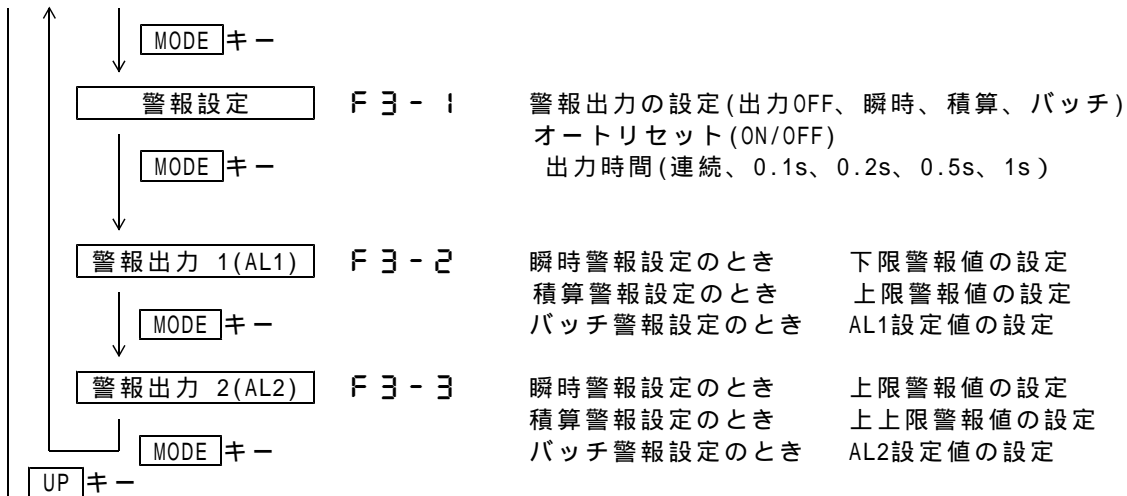 MODE キー
警報設定 F3-1 警報出力の設定(出力OFF、瞬時、積算、バッチ)
オートリセット(ON/OFF)
MODE キー 出力時間(連続、0.1s、0.2s、0.5s、1s)
警報出力 1(AL1) F3-2 瞬時警報設定のとき 下限警報値の設定
積算警報設定のとき 上限警報値の設定
MODE キー バッチ警報設定のとき AL1設定値の設定
警報出力 2(AL2) F3-3 瞬時警報設定のとき 上限警報値の設定
積算警報設定のとき 上上限警報値の設定
MODE キー バッチ警報設定のとき AL2設定値の設定
UP キー